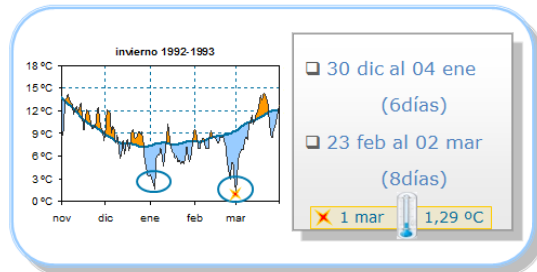 invierno 1992-1993
18 ºC
15 ºC
12 ºC
9 ºC
6 ºC
3 ºC
0 ºC
nov dic ene feb mar
❑ 30 dic al 04 ene
(6días)
❑ 23 feb al 02 mar
(8días)
1 mar 1,29 ºC